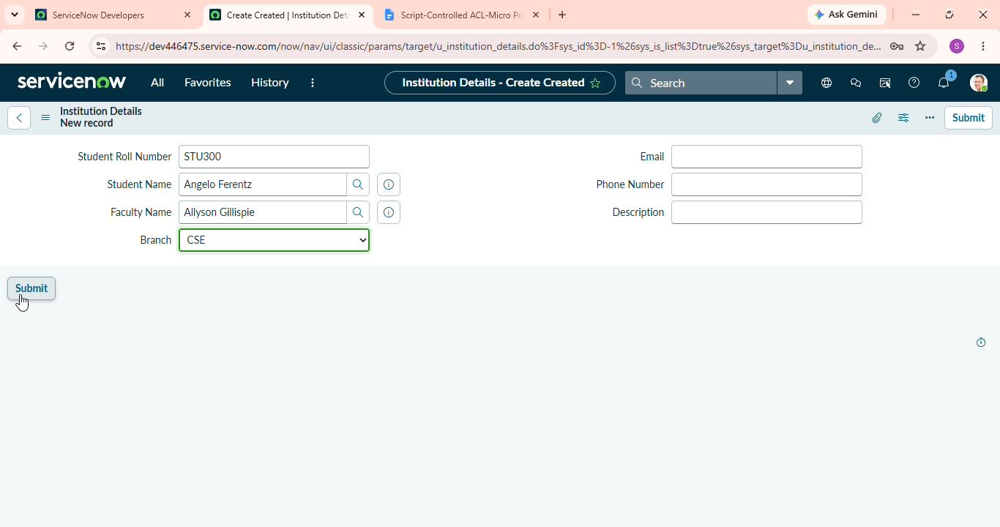 ServiceNow Developers
Create Created | Institution Det
Script-Controlled ACL-Micro Pr
Ask Gemini
https://dev446475.service-now.com/now/nav/ui/classic/params/target/u_institution_details.do%3Fsys_id%3D-1%26sys_is_list%3Dtrue%26sys_target%3Du_institution_de...
S
servicenow
All
Favorites
History
Institution Details - Create Created
Search
1
Institution Details
New record
Submit
Student Roll Number
STU300
Email
Student Name
Angelo Ferentz
Phone Number
Faculty Name
Allyson Gillispie
Description
Branch
CSE
Submit